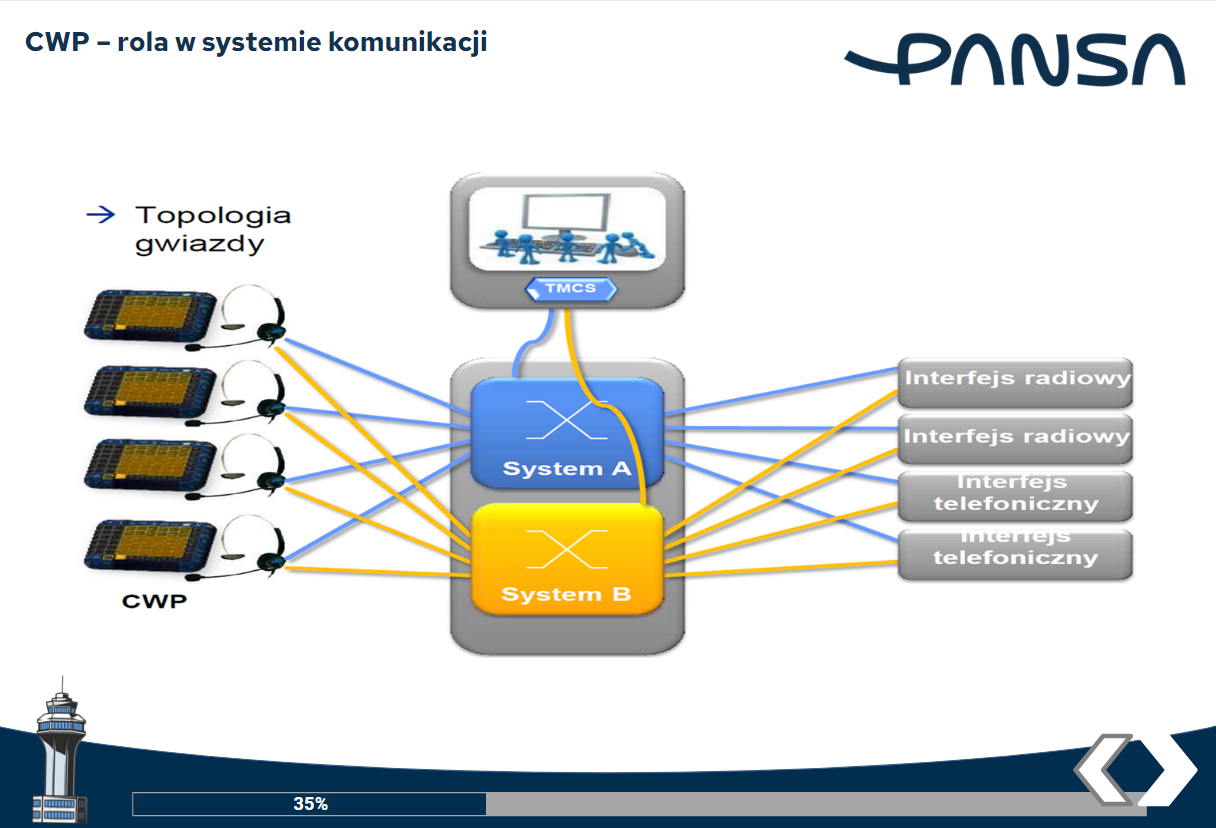 CWP – rola w systemie komunikacji
PANSA
→ Topologia
gwiazdy
TMCS
System A
System B
CWP
Interfejs radiowy
Interfejs radiowy
Interfejs
telefoniczny
Interfejs
telefoniczny
35%